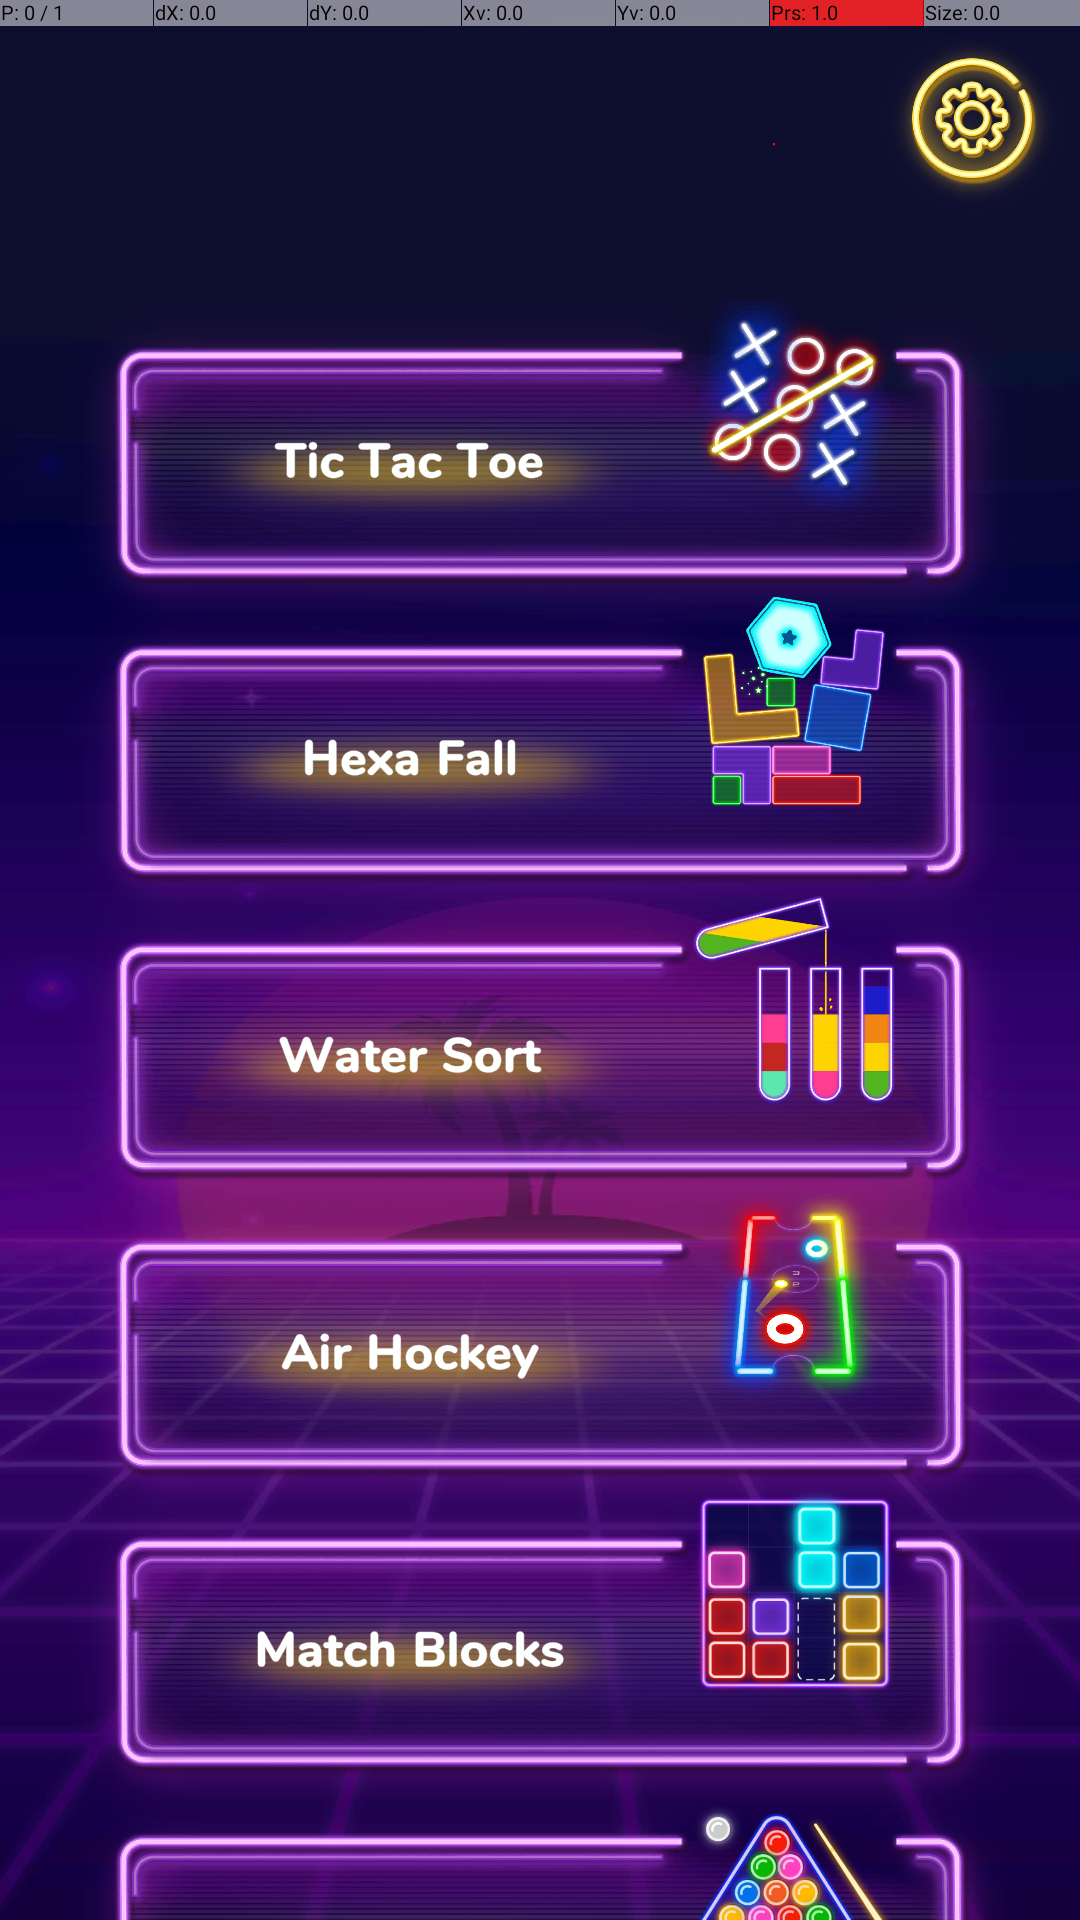 P: 0 / 1 dX: 0.0 dY: 0.0 Xv: 0.0 Yv: 0.0 Prs: 1.0 Size: 0.0
Tic Tac Toe
Hexa Fall
Water Sort
Air Hockey
Match Blocks